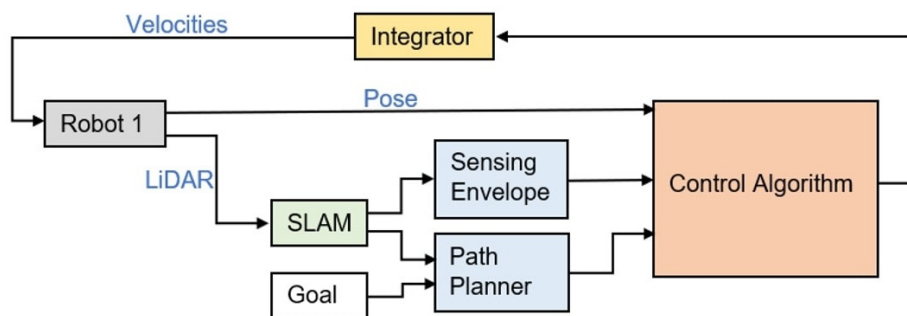 Velocities
Integrator
Robot 1
Pose
LiDAR
Sensing
Envelope
Control Algorithm
SLAM
Path
Planner
Goal